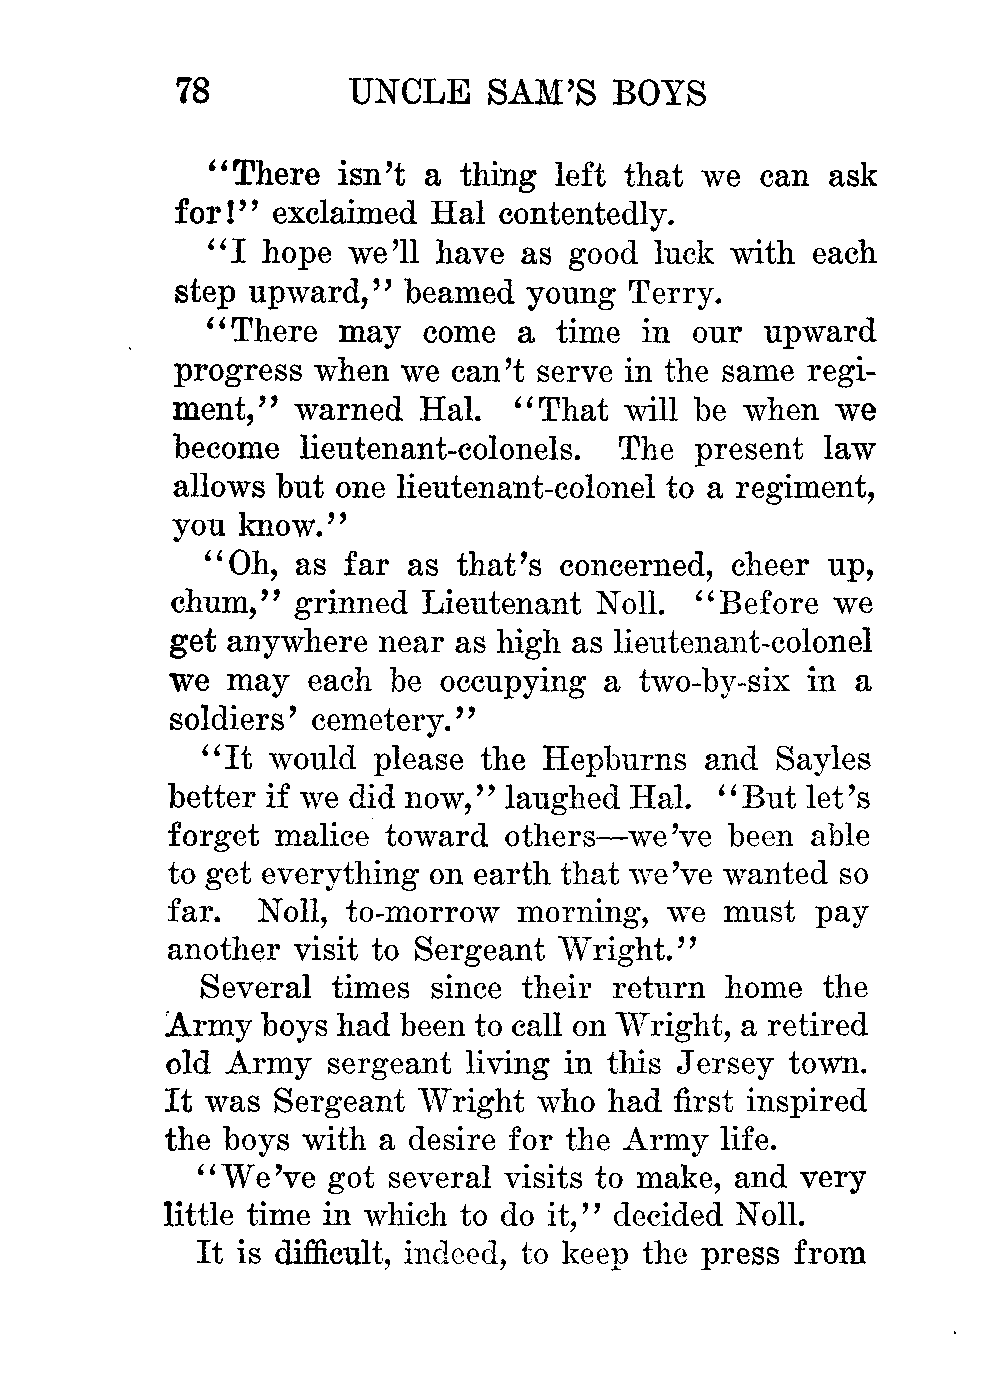 78 UNCLE SAM'S BOYS
“There isn't a thing left that we can ask
for!” exclaimed Hal contentedly.
“I hope we'll have as good luck with each
step upward,” beamed young Terry.
“There may come a time in our upward
progress when we can't serve in the same regi-
ment,” warned Hal. “That will be when we
become lieutenant-colonels. The present law
allows but one lieutenant-colonel to a regiment,
you know.”
“Oh, as far as that's concerned, cheer up,
chum,” grinned Lieutenant Noll. “Before we
get anywhere near as high as lieutenant-colonel
we may each be occupying a two-by-six in a
soldiers' cemetery.”
“It would please the Hepburns and Sayles
better if we did now,” laughed Hal. “But let's
forget malice toward others—we've been able
to get everything on earth that we've wanted so
far. Noll, to-morrow morning, we must pay
another visit to Sergeant Wright.”
Several times since their return home the
Army boys had been to call on Wright, a retired
old Army sergeant living in this Jersey town.
It was Sergeant Wright who had first inspired
the boys with a desire for the Army life.
“We've got several visits to make, and very
little time in which to do it,” decided Noll.
It is difficult, indeed, to keep the press from